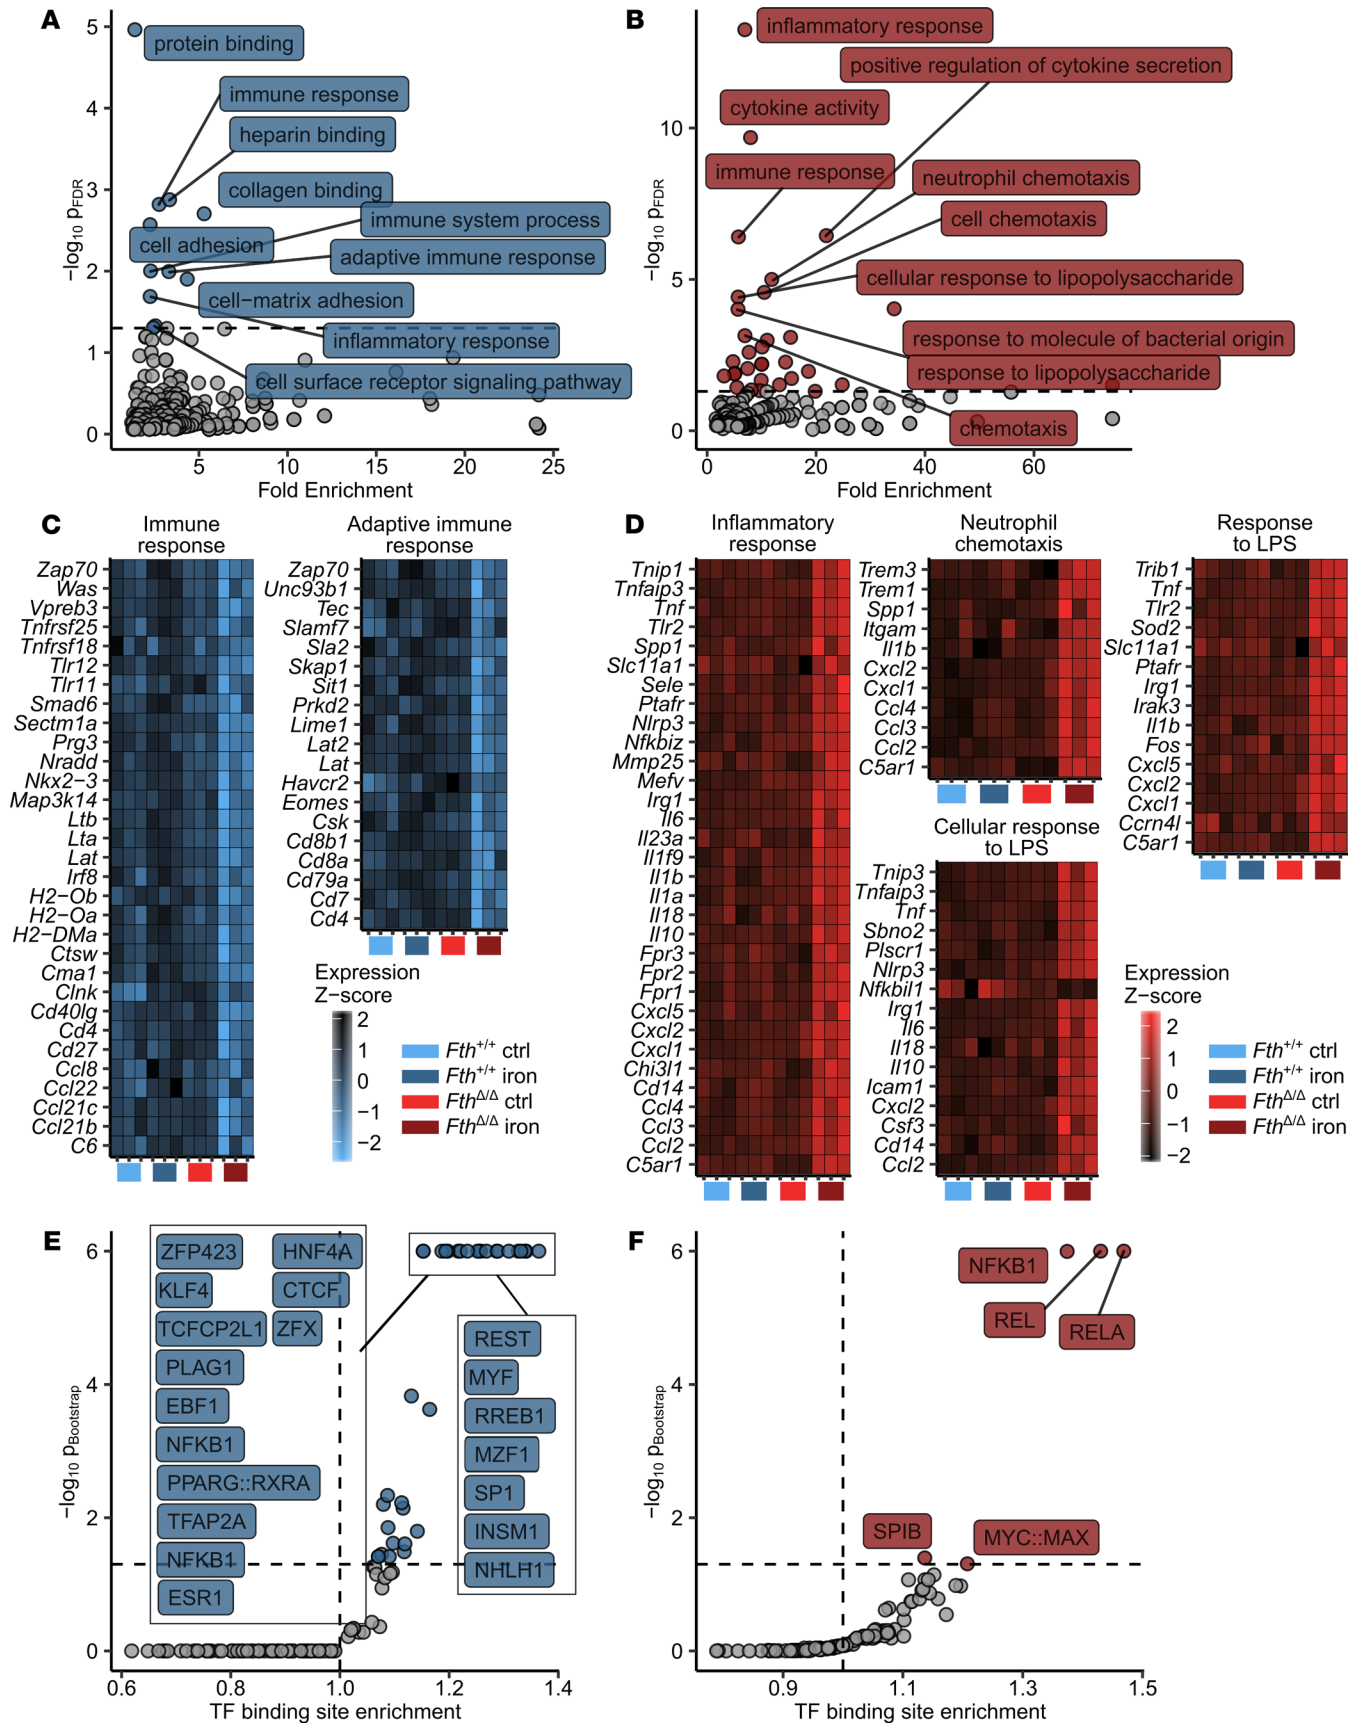 A
protein binding
immune response
heparin binding
collagen binding
immune system process
cell adhesion
adaptive immune response
cell−matrix adhesion
inflammatory response
cell surface receptor signaling pathway
−log10 pFDR
5
4
3
2
1
0
5
10
15
20
25
Fold Enrichment
B
inflammatory response
positive regulation of cytokine secretion
cytokine activity
immune response
neutrophil chemotaxis
cell chemotaxis
cellular response to lipopolysaccharide
response to molecule of bacterial origin
response to lipopolysaccharide
chemotaxis
−log10 pFDR
10
5
0
0
20
40
60
Fold Enrichment
C
Immune
response
Zap70
Was
Vpreb3
Tnfrsf25
Tnfrsf18
Tlr12
Tlr11
Smad6
Sectm1a
Prg3
Nradd
Nkx2−3
Map3k14
Ltb
Lta
Lat
Irf8
H2−Ob
H2−Oa
H2−DMa
Ctsw
Cma1
Clnk
Cd40lg
Cd4
Cd27
Ccl8
Ccl22
Ccl21c
Ccl21b
C6
Adaptive immune
response
Zap70
Unc93b1
Tec
Slamf7
Sla2
Skap1
Sit1
Prkd2
Lime1
Lat2
Lat
Havcr2
Eomes
Csk
Cd8b1
Cd8a
Cd79a
Cd7
Cd4
Expression
Z−score
2
1
0
−1
−2
Fth+/+ ctrl
Fth+/+ iron
FthΔ/Δ ctrl
FthΔ/Δ iron
D
Inflammatory
response
Tnip1
Tnfaip3
Tnf
Tlr2
Spp1
Slc11a1
Sele
Ptafr
Nlrp3
Nfkbiz
Mmp25
Mefv
Irg1
Il6
Il23a
Il1f9
Il1b
Il1a
Il18
Il10
Fpr3
Fpr2
Fpr1
Cxcl5
Cxcl2
Cxcl1
Chi3l1
Cd14
Ccl4
Ccl3
Ccl2
C5ar1
Neutrophil
chemotaxis
Trem3
Trem1
Spp1
Itgam
Il1b
Cxcl2
Cxcl1
Ccl4
Ccl3
Ccl2
C5ar1
Cellular response
to LPS
Tnip3
Tnfaip3
Tnf
Sbno2
Plscr1
Nlrp3
Nfkbil1
Irg1
Il6
Il18
Il10
Icam1
Cxcl2
Csf3
Cd14
Ccl2
Response
to LPS
Trib1
Tnf
Tlr2
Sod2
Slc11a1
Ptafr
Irg1
Irak3
Il1b
Fos
Cxcl5
Cxcl2
Cxcl1
Ccrn4l
C5ar1
Expression
Z−score
2
1
0
−1
−2
Fth+/+ ctrl
Fth+/+ iron
FthΔ/Δ ctrl
FthΔ/Δ iron
E
ZFP423
HNF4A
KLF4
CTCF
TCFCP2L1
ZFX
PLAG1
EBF1
NFKB1
PPARG::RXRA
TFAP2A
NFKB1
ESR1
REST
MYF
RREB1
MZF1
SP1
INSM1
NHLH1
−log10 pBootstrap
6
4
2
0
0.6
0.8
1.0
1.2
1.4
TF binding site enrichment
F
NFKB1
REL
RELA
SPIB
MYC::MAX
−log10 pBootstrap
6
4
2
0
0.9
1.1
1.3
1.5
TF binding site enrichment